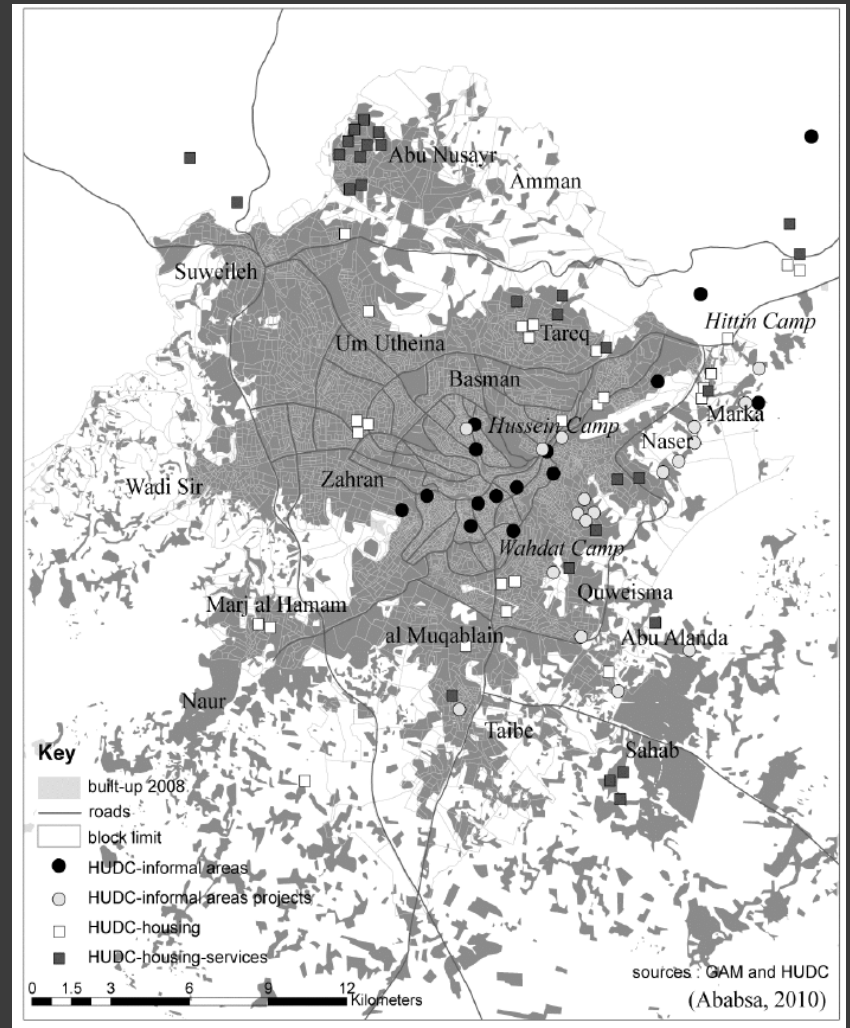 Abu Nusayr
Amman
Suweileh
Hittin Camp
Um Utheina
Tareq
Basman
Marka
Hussein Camp
Naser
Zahran
Wadi Sir
Wahdat Camp
Quweisma
Marj al Hamam
al Muqablain
Abu Alanda
Naur
Taibe
Sahab
Key
built-up 2008
roads
block limit
HUDC-informal areas
HUDC-informal areas projects
HUDC-housing
HUDC-housing-services
0 1.5 3 6 9 12
Kilometers
sources : GAM and HUDC
(Ababsa, 2010)